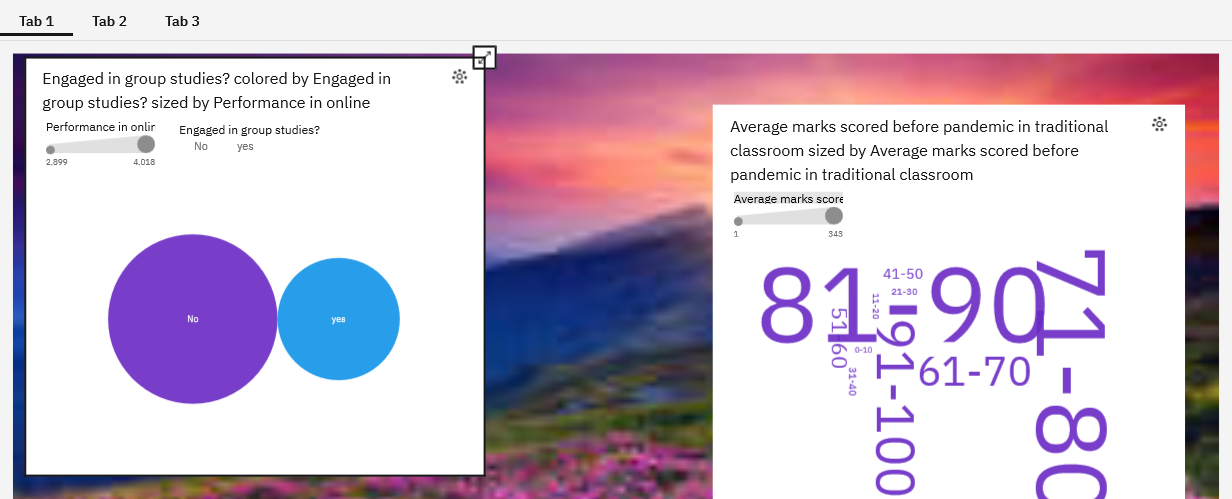 Tab 1 Tab 2 Tab 3
Engaged in group studies? colored by Engaged in
group studies? sized by Performance in online
Performance in onlir
2.899 4.018
Engaged in group studies?
No yes
No
yes
Average marks scored before pandemic in traditional
classroom sized by Average marks scored before
pandemic in traditional classroom
Average marks score
1 343
81-90
71-80
41-50
21-30
11-20
51-60
0-10
31-40
91-100
61-70